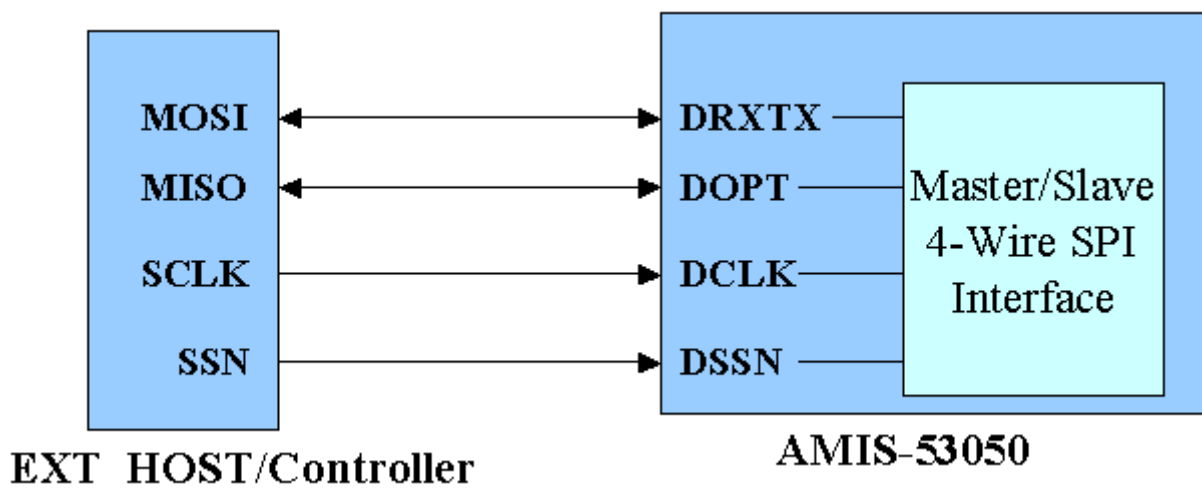 MOSI
MISO
SCLK
SSN
EXT HOST/Controller
DRXTX
DOPT
DCLK
DSSN
Master/Slave
4-Wire SPI
Interface
AMIS-53050